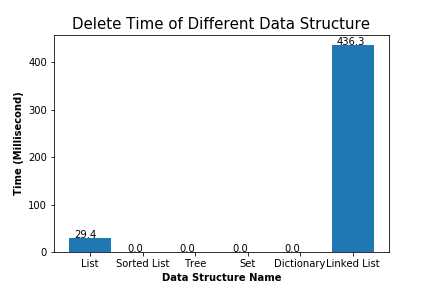 Delete Time of Different Data Structure
436.3
400
300
200
100
0
29.4
0.0
0.0
0.0
0.0
Time (Millisecond)
List
Sorted List
Tree
Set
Dictionary
Linked List
Data Structure Name